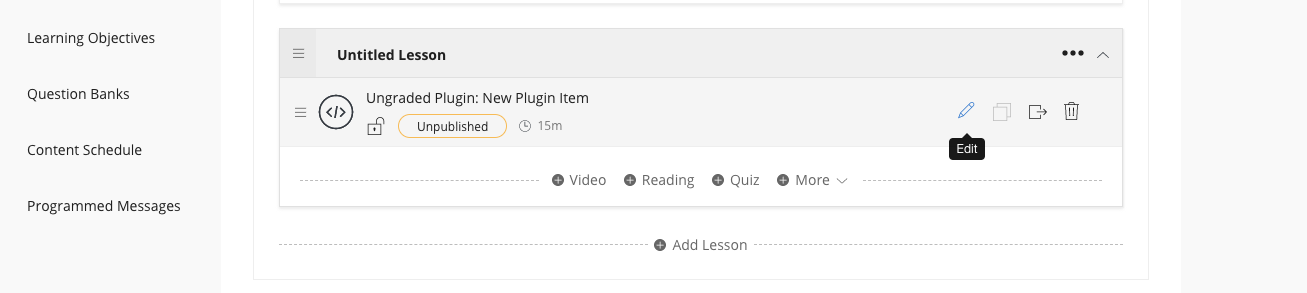 Learning Objectives
Question Banks
Content Schedule
Programmed Messages
Untitled Lesson
Ungraded Plugin: New Plugin Item
Unpublished 15m
Edit
Video Reading Quiz More
Add Lesson